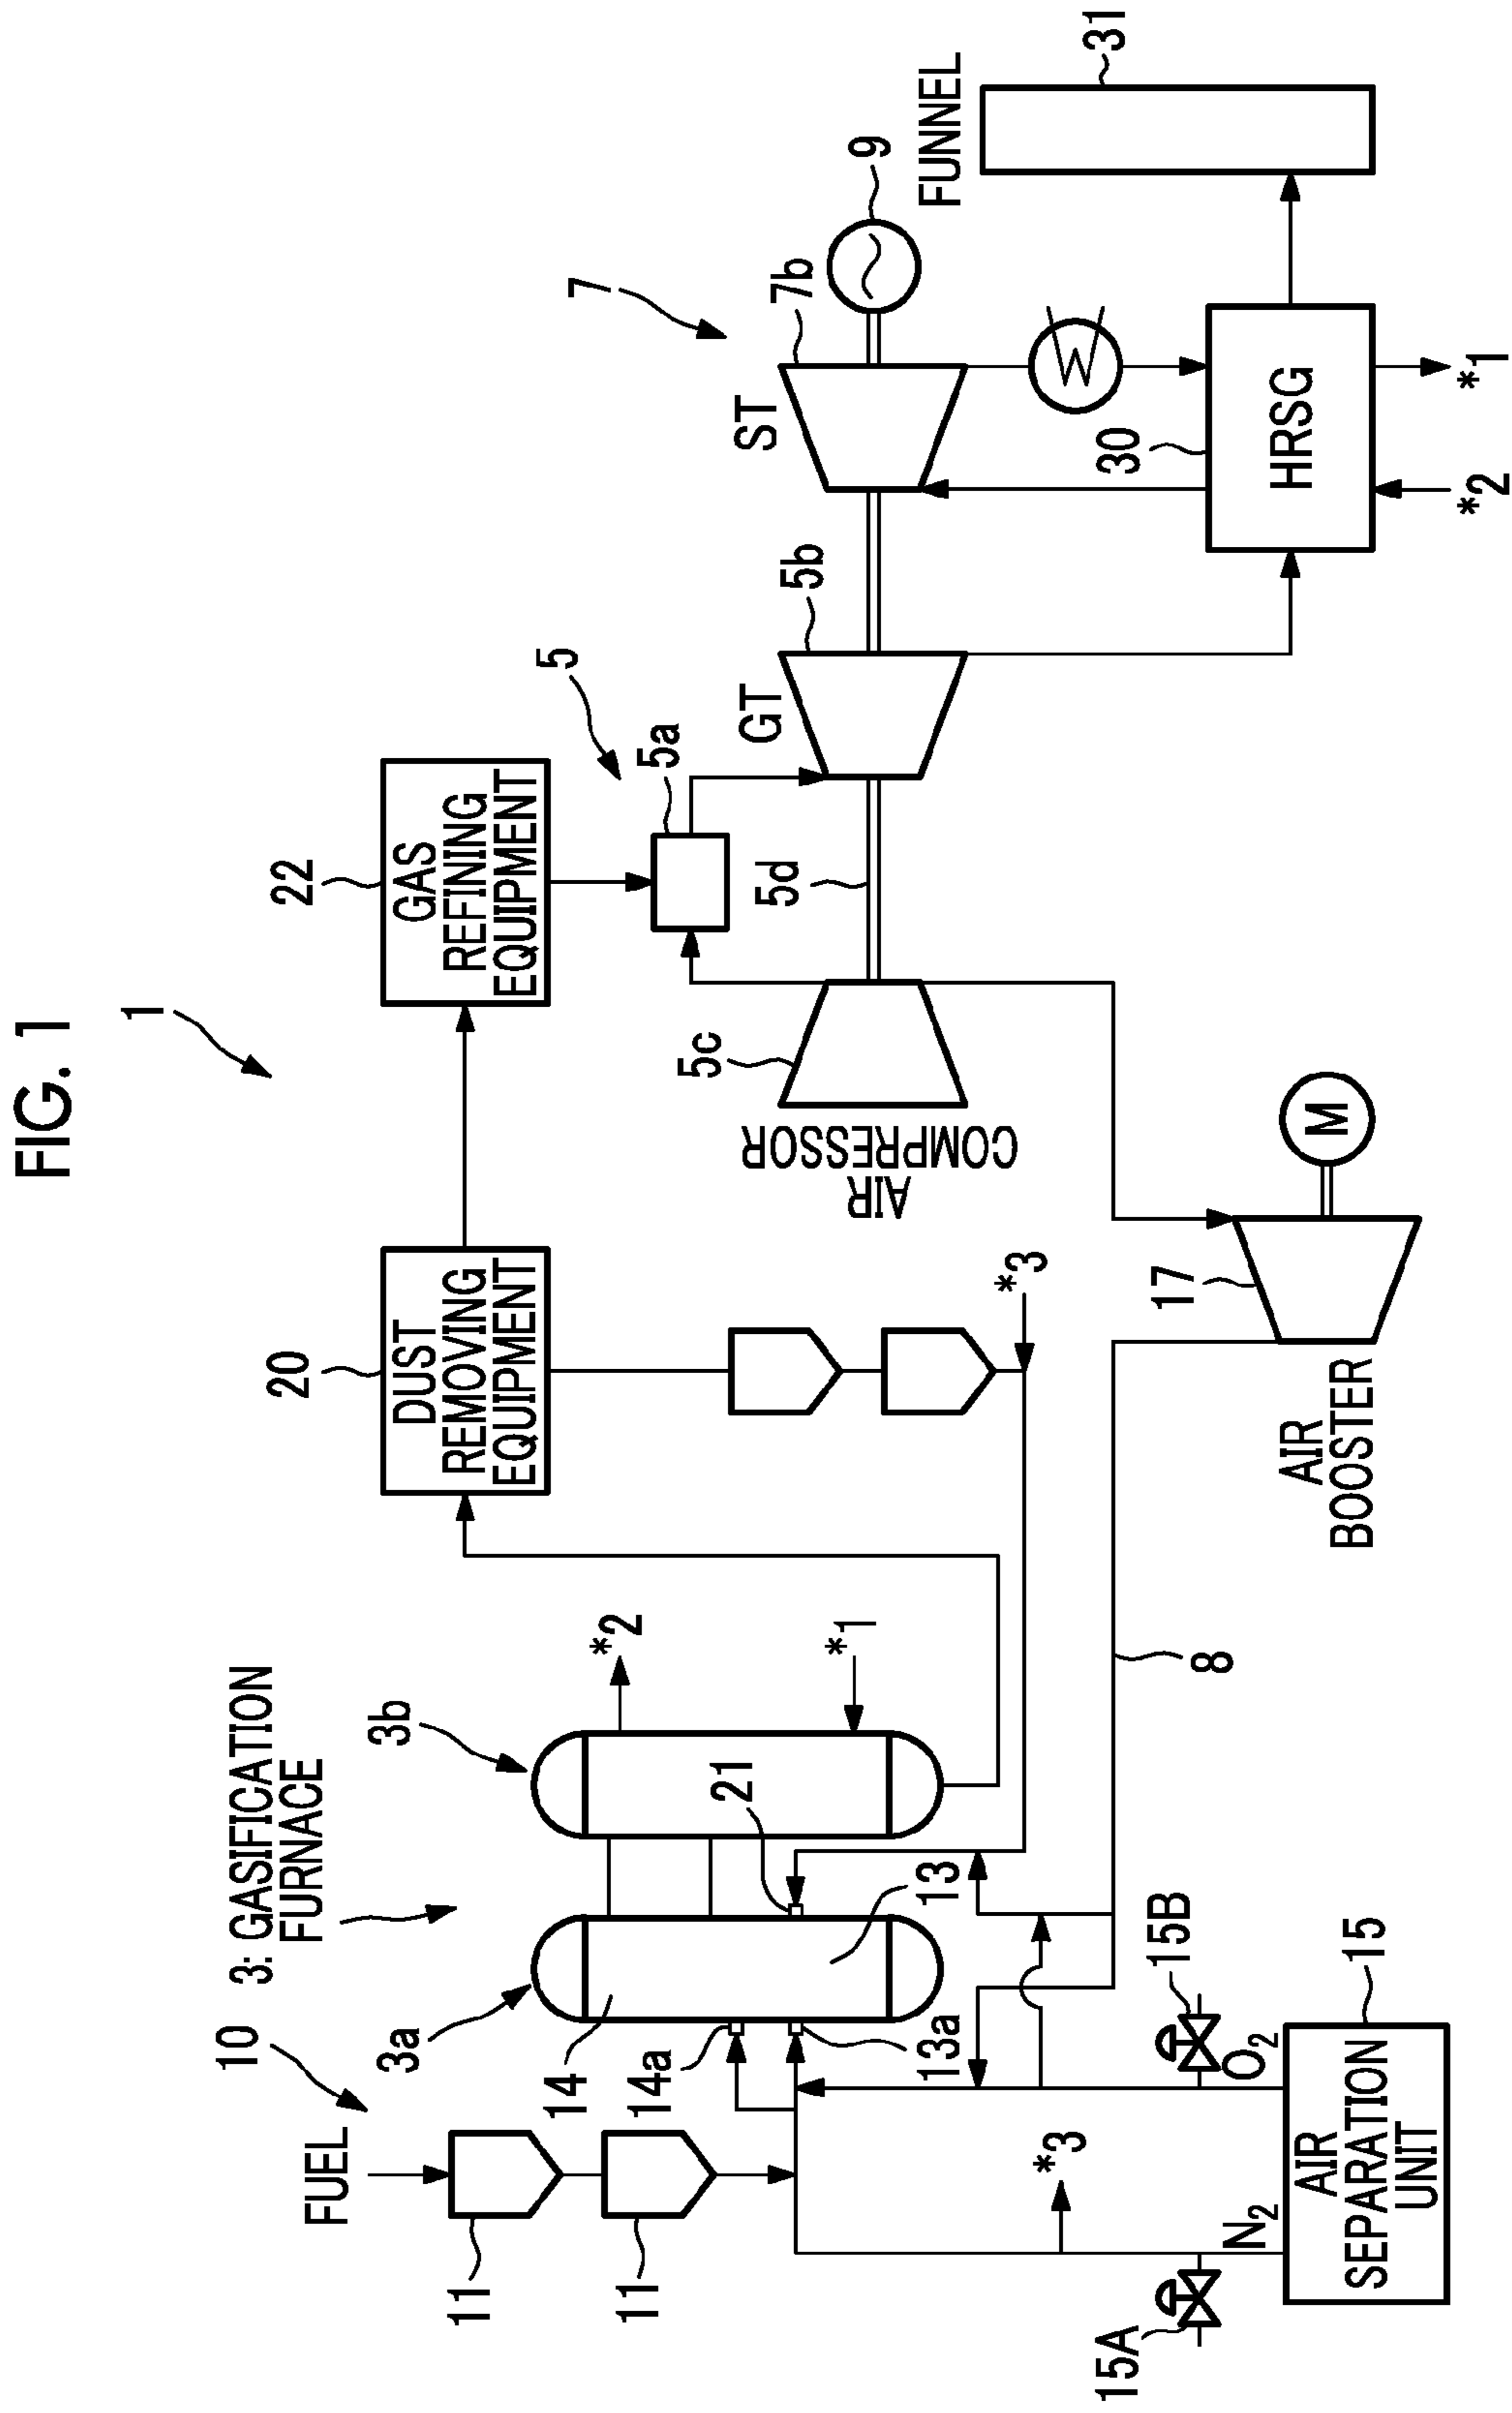 FIG. 1
1
10
FUEL
11
11
3: GASIFICATION
FURNACE
3a
3b
14
14a
13a
13
21
*2
*1
20
DUST
REMOVING
EQUIPMENT
22
GAS
REFINING
EQUIPMENT
*3
5
5a
5b
5c
5d
AIR
COMPRESSOR
GT
7
ST
7b
9
FUNNEL
31
30
HRSG
*2
*1
17
M
AIR
BOOSTER
8
*3
15A
N2
O2
15B
15
AIR
SEPARATION
UNIT